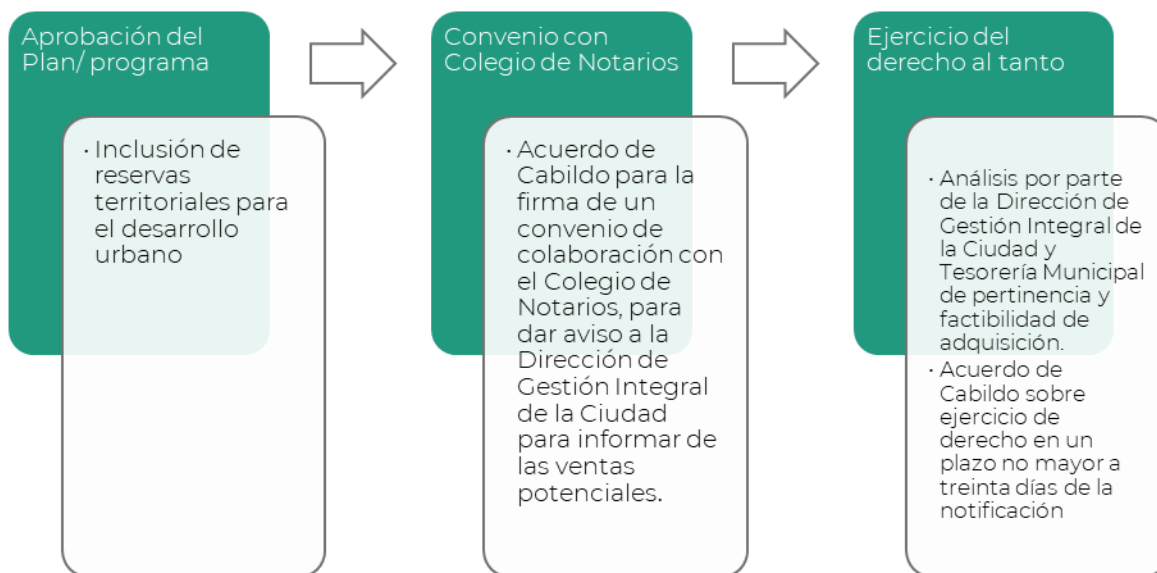 Aprobación del
Plan/ programa
· Inclusión de
reservas
territoriales para
el desarrollo
urbano
Convenio con
Colegio de Notarios
· Acuerdo de
Cabildo para la
firma de un
convenio de
colaboración con
el Colegio de
Notarios, para
dar aviso a la
Dirección de
Gestión Integral
de la Ciudad
para informar de
las ventas
potenciales.
Ejercicio del
derecho al tanto
· Análisis por parte
de la Dirección de
Gestión Integral de
la Ciudad y
Tesorería Municipal
de pertinencia y
factibilidad de
adquisición.
· Acuerdo de
Cabildo sobre
ejercicio de
derecho en un
plazo no mayor a
treinta días de la
notificación